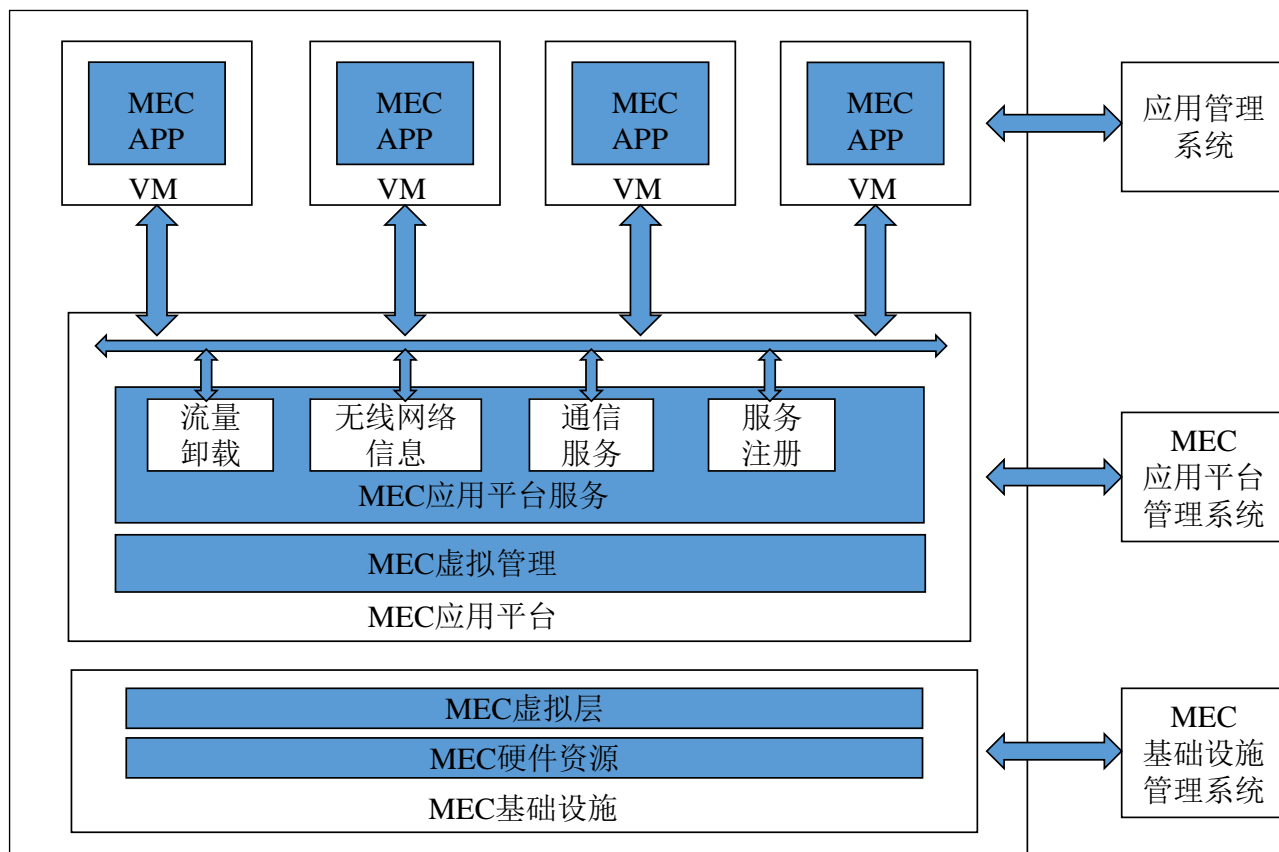 MEC
APP
VM
MEC
APP
VM
MEC
APP
VM
MEC
APP
VM
应用管理
系统
流量
卸载
无线网络
信息
通信
服务
服务
注册
MEC应用平台服务
MEC虚拟管理
MEC应用平台
MEC
应用平台
管理系统
MEC虚拟层
MEC硬件资源
MEC基础设施
MEC
基础设施
管理系统